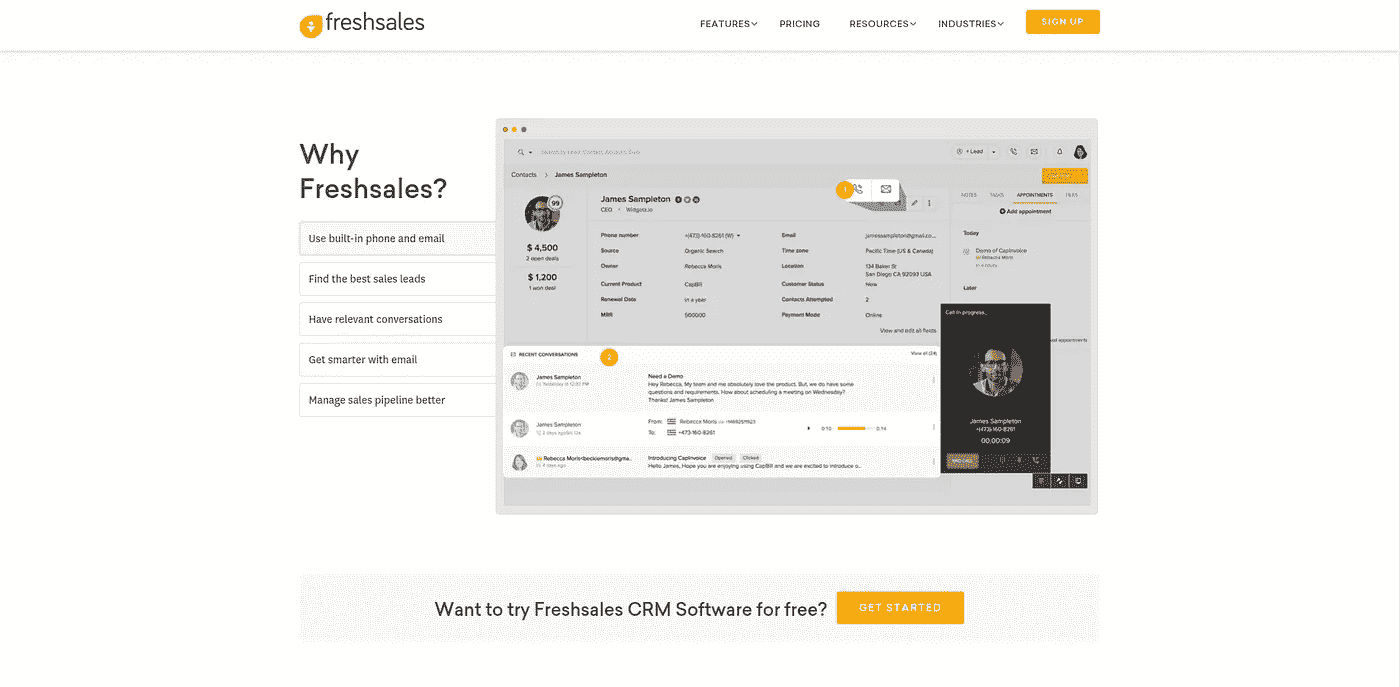 freshsales
FEATURES
PRICING
RESOURCES
INDUSTRIES
SIGN UP
Why
Freshsales?
Use built-in phone and email
Find the best sales leads
Have relevant conversations
Get smarter with email
Manage sales pipeline better
+ Lead
Contacts > James Sampleton
99
$ 4,500
2 open deals
$ 1,200
1 won deal
James Sampleton
CEO • Widgetz.io
1
Phone number +(473)-160-8261 (W)
Source Organic Search
Owner Rebecca Moris
Current Product CapBill
Renewal Date in a year
MRR 500000
Email jamessampleton@gmail.co...
Time zone Pacific Time (US & Canada)
Location 134 Baker St
San Diego CA 92093 USA
Customer Status New
Contacts Attempted 2
Payment Mode Online
View and edit all fields
NOTES TASKS APPOINTMENTS FILES
Add appointment
Today
Demo of CapInvoice
Rebecca Moris
in 4 hours
Later
RECENT CONVERSATIONS
2
View all (24)
James Sampleton
Yesterday at 12:30 PM
Need a Demo
Hey Rebecca, My team and me absolutely love the product. But, we do have some
questions and requirements. How about scheduling a meeting on Wednesday?
Thanks! James Sampleton
James Sampleton
2 days ago
From: Rebecca Moris
To: +473-160-8261
0:10
0:14
Rebecca Moris<beckiemoris@gma..
4 days ago
Introducing CapInvoice Opened Clicked
Hello James, Hope you are enjoying using CapBill and we are excited to introduce o...
Call in progress..
James Sampleton
+(473)-160-8261
00:00:09
END CALL
Want to try Freshsales CRM Software for free?
GET STARTED